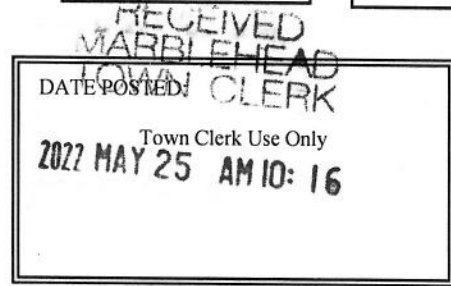 RECEIVED
MARBLEHEAD
TOWN CLERK
DATE POSTED:
Town Clerk Use Only
2022 MAY 25 AM 10: 16